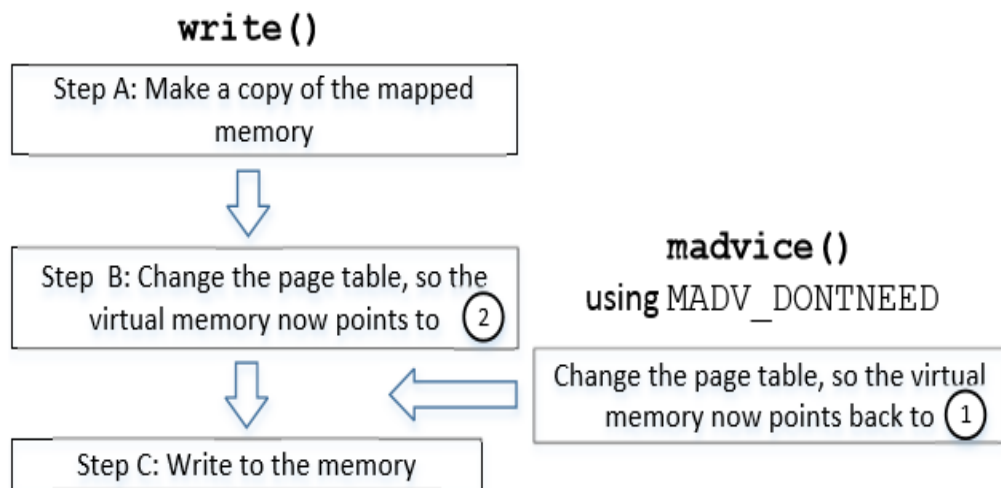 write()
Step A: Make a copy of the mapped
memory
Step B: Change the page table, so the
virtual memory now points to 2
madvice()
using MADV_DONTNEED
Change the page table, so the virtual
memory now points back to 1
Step C: Write to the memory